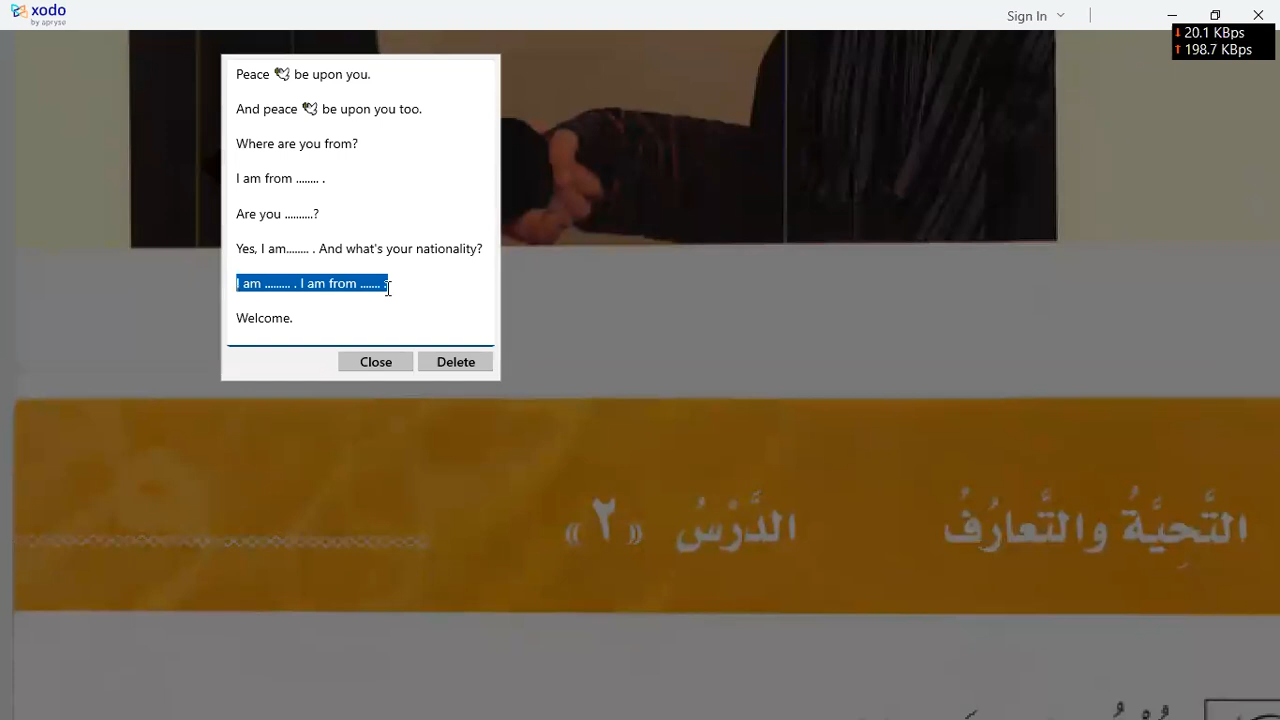 xodo
by apryse
Sign In
↓ 20.1 KBps
↑ 198.7 KBps
Peace 🕊 be upon you.
And peace 🕊 be upon you too.
Where are you from?
I am from ........ .
Are you ..........?
Yes, I am........ . And what's your nationality?
I am ......... . I am from ....... .
Welcome.
Close Delete
التَّحِيَّةُ والتَّعارُفُ الدَّرْسُ «٢»